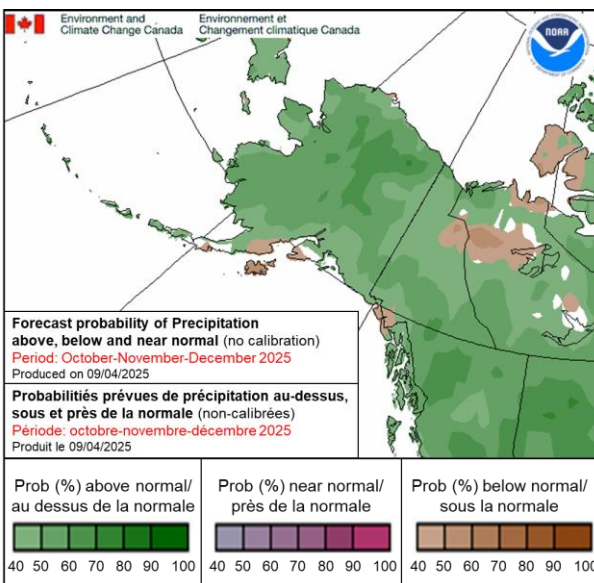 Environment and Environnement et
Climate Change Canada Changement climatique Canada
NOAA
Forecast probability of Precipitation
above, below and near normal (no calibration)
Period: October-November-December 2025
Produced on 09/04/2025
Probabilités prévues de précipitation au-dessus,
sous et près de la normale (non-calibrées)
Période: octobre-novembre-décembre 2025
Produit le 09/04/2025
Prob (%) above normal/
au dessus de la normale
40 50 60 70 80 90 100
Prob (%) near normal/
près de la normale
40 50 60 70 80 90 100
Prob (%) below normal/
sous la normale
40 50 60 70 80 90 100